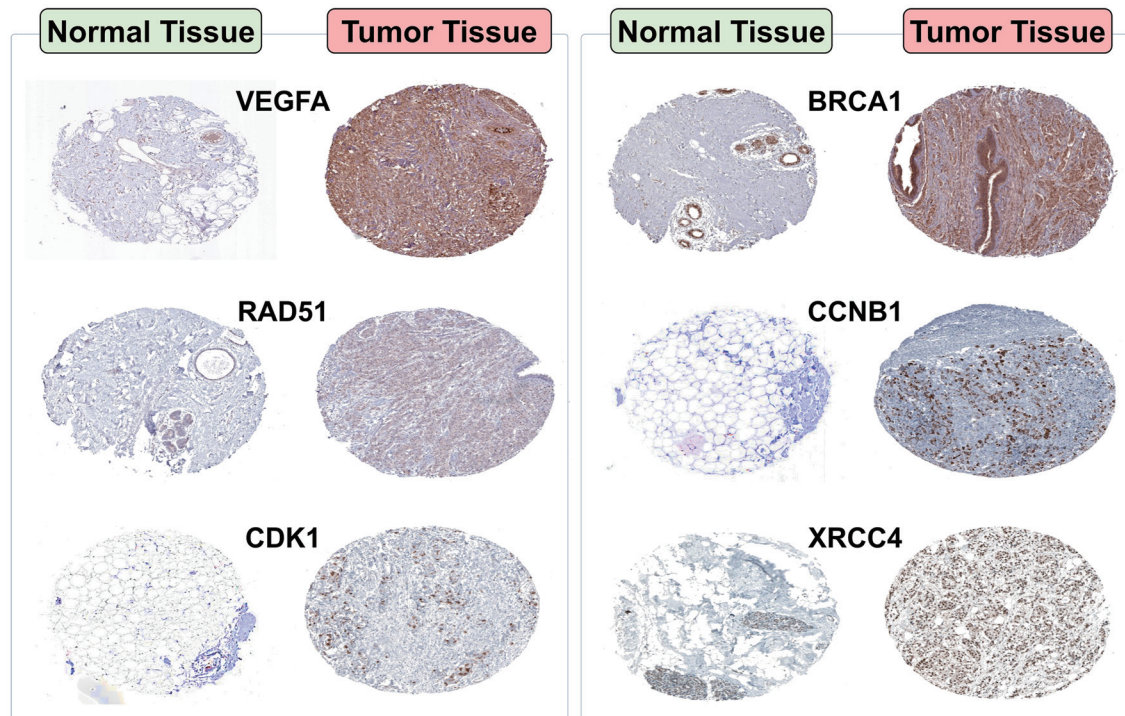 Normal Tissue
Tumor Tissue
Normal Tissue
Tumor Tissue
VEGFA
BRCA1
RAD51
CCNB1
CDK1
XRCC4